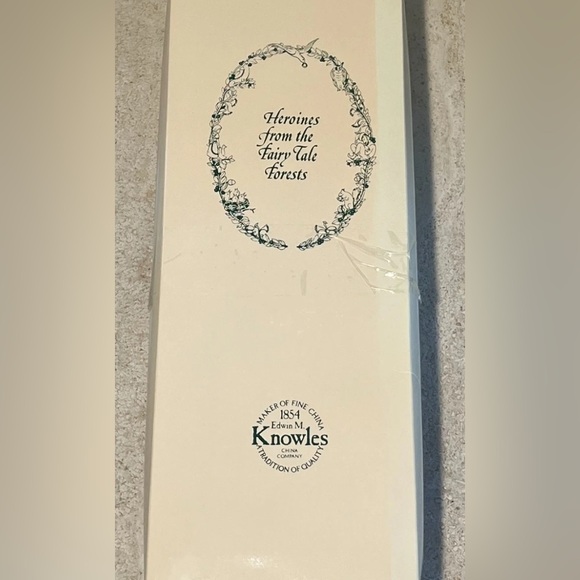 Heroines
from the
Fairy Tale
Forests
MAKER OF FINE CHINA
1854
Edwin M.
Knowles
CHINA
COMPANY
TRADITION OF QUALITY